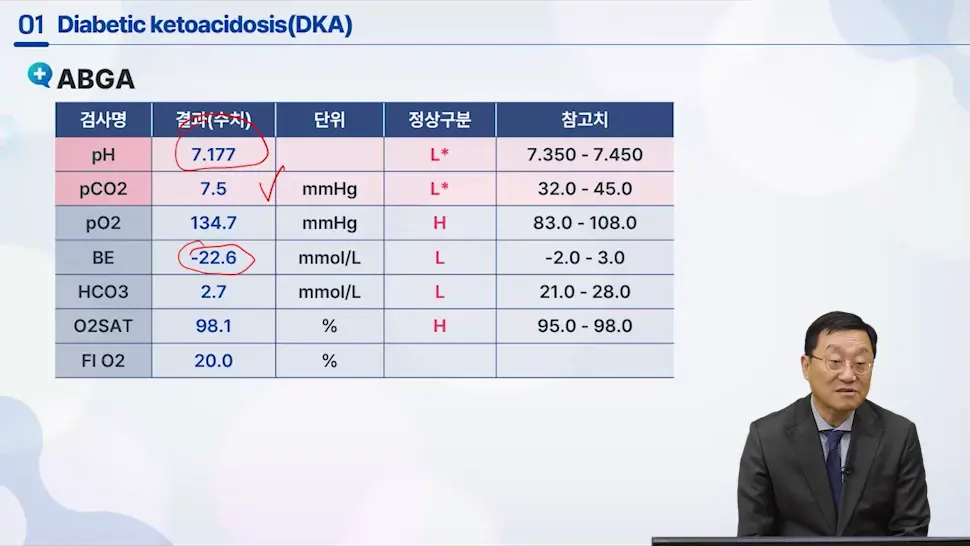 01 Diabetic ketoacidosis(DKA)
ABGA
검사명 결과(수치) 단위 정상구분 참고치
pH 7.177 L* 7.350 - 7.450
pCO2 7.5 mmHg L* 32.0 - 45.0
pO2 134.7 mmHg H 83.0 - 108.0
BE -22.6 mmol/L L -2.0 - 3.0
HCO3 2.7 mmol/L L 21.0 - 28.0
O2SAT 98.1 % H 95.0 - 98.0
FI O2 20.0 %